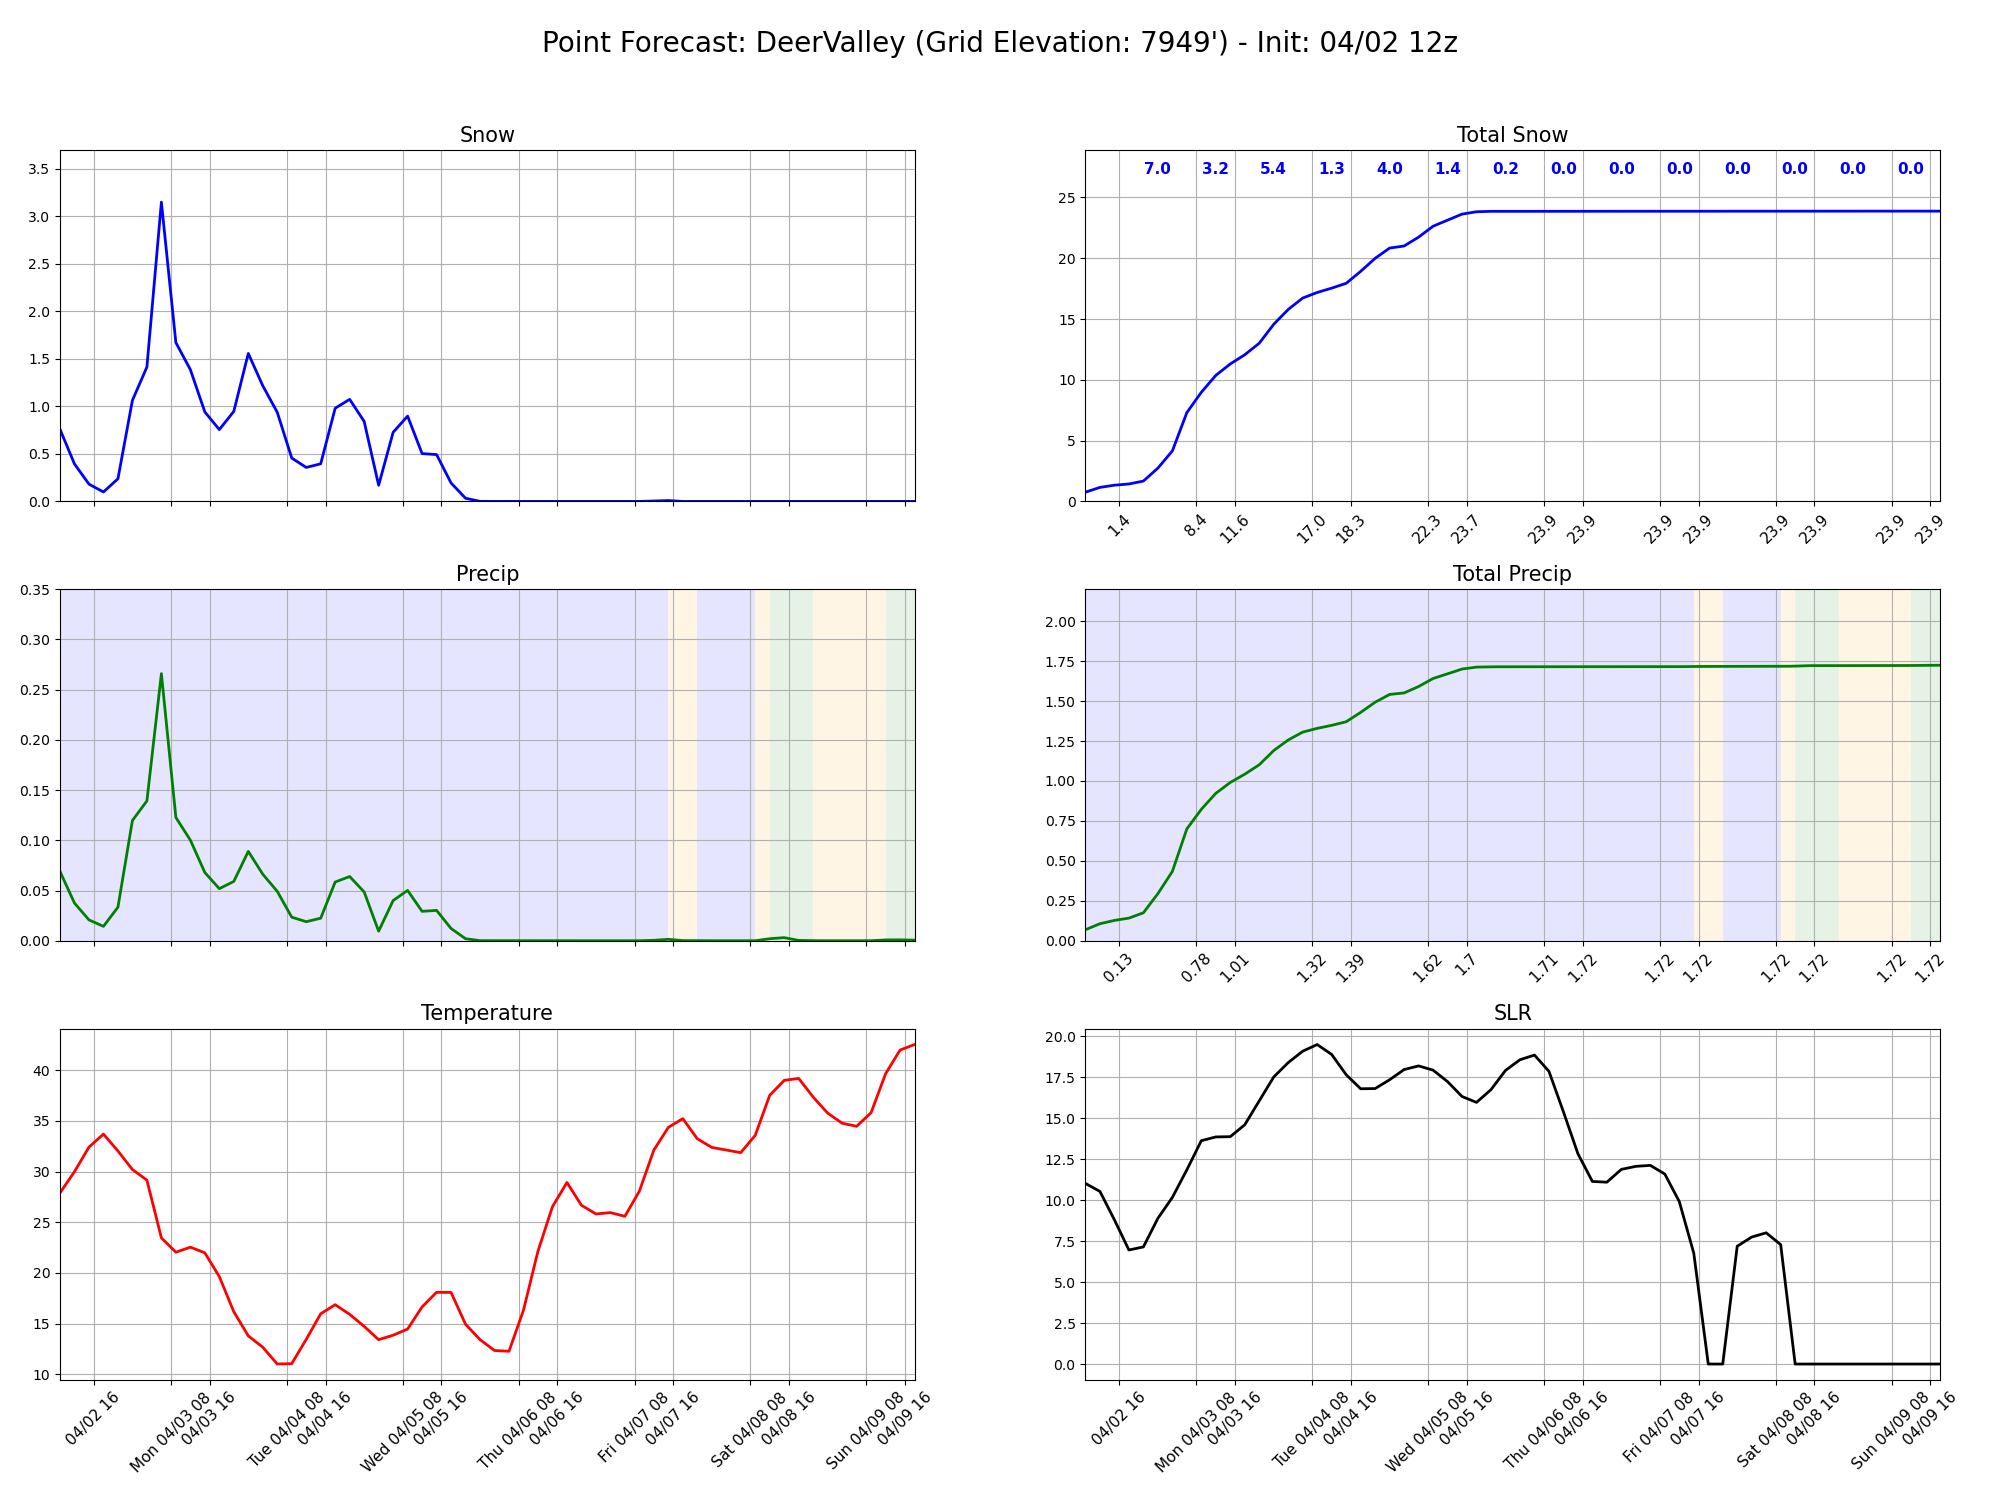 Point Forecast: DeerValley (Grid Elevation: 7949') - Init: 04/02 12z
Snow
3.5
3.0
2.5
2.0
1.5
1.0
0.5
0.0
Total Snow
7.0 3.2 5.4 1.3 4.0 1.4 0.2 0.0 0.0 0.0 0.0 0.0 0.0 0.0
25
20
15
10
5
0
1.4 8.4 11.6 17.0 18.3 22.3 23.7 23.9 23.9 23.9 23.9 23.9 23.9 23.9 23.9
Precip
0.35
0.30
0.25
0.20
0.15
0.10
0.05
0.00
Total Precip
2.00
1.75
1.50
1.25
1.00
0.75
0.50
0.25
0.00
0.13 0.78 1.01 1.32 1.39 1.62 1.7 1.71 1.72 1.72 1.72 1.72 1.72 1.72 1.72
Temperature
40
35
30
25
20
15
10
04/02 16
Mon 04/03 08
04/03 16
Tue 04/04 08
04/04 16
Wed 04/05 08
04/05 16
Thu 04/06 08
04/06 16
Fri 04/07 08
04/07 16
Sat 04/08 08
04/08 16
Sun 04/09 08
04/09 16
SLR
20.0
17.5
15.0
12.5
10.0
7.5
5.0
2.5
0.0
04/02 16
Mon 04/03 08
04/03 16
Tue 04/04 08
04/04 16
Wed 04/05 08
04/05 16
Thu 04/06 08
04/06 16
Fri 04/07 08
04/07 16
Sat 04/08 08
04/08 16
Sun 04/09 08
04/09 16